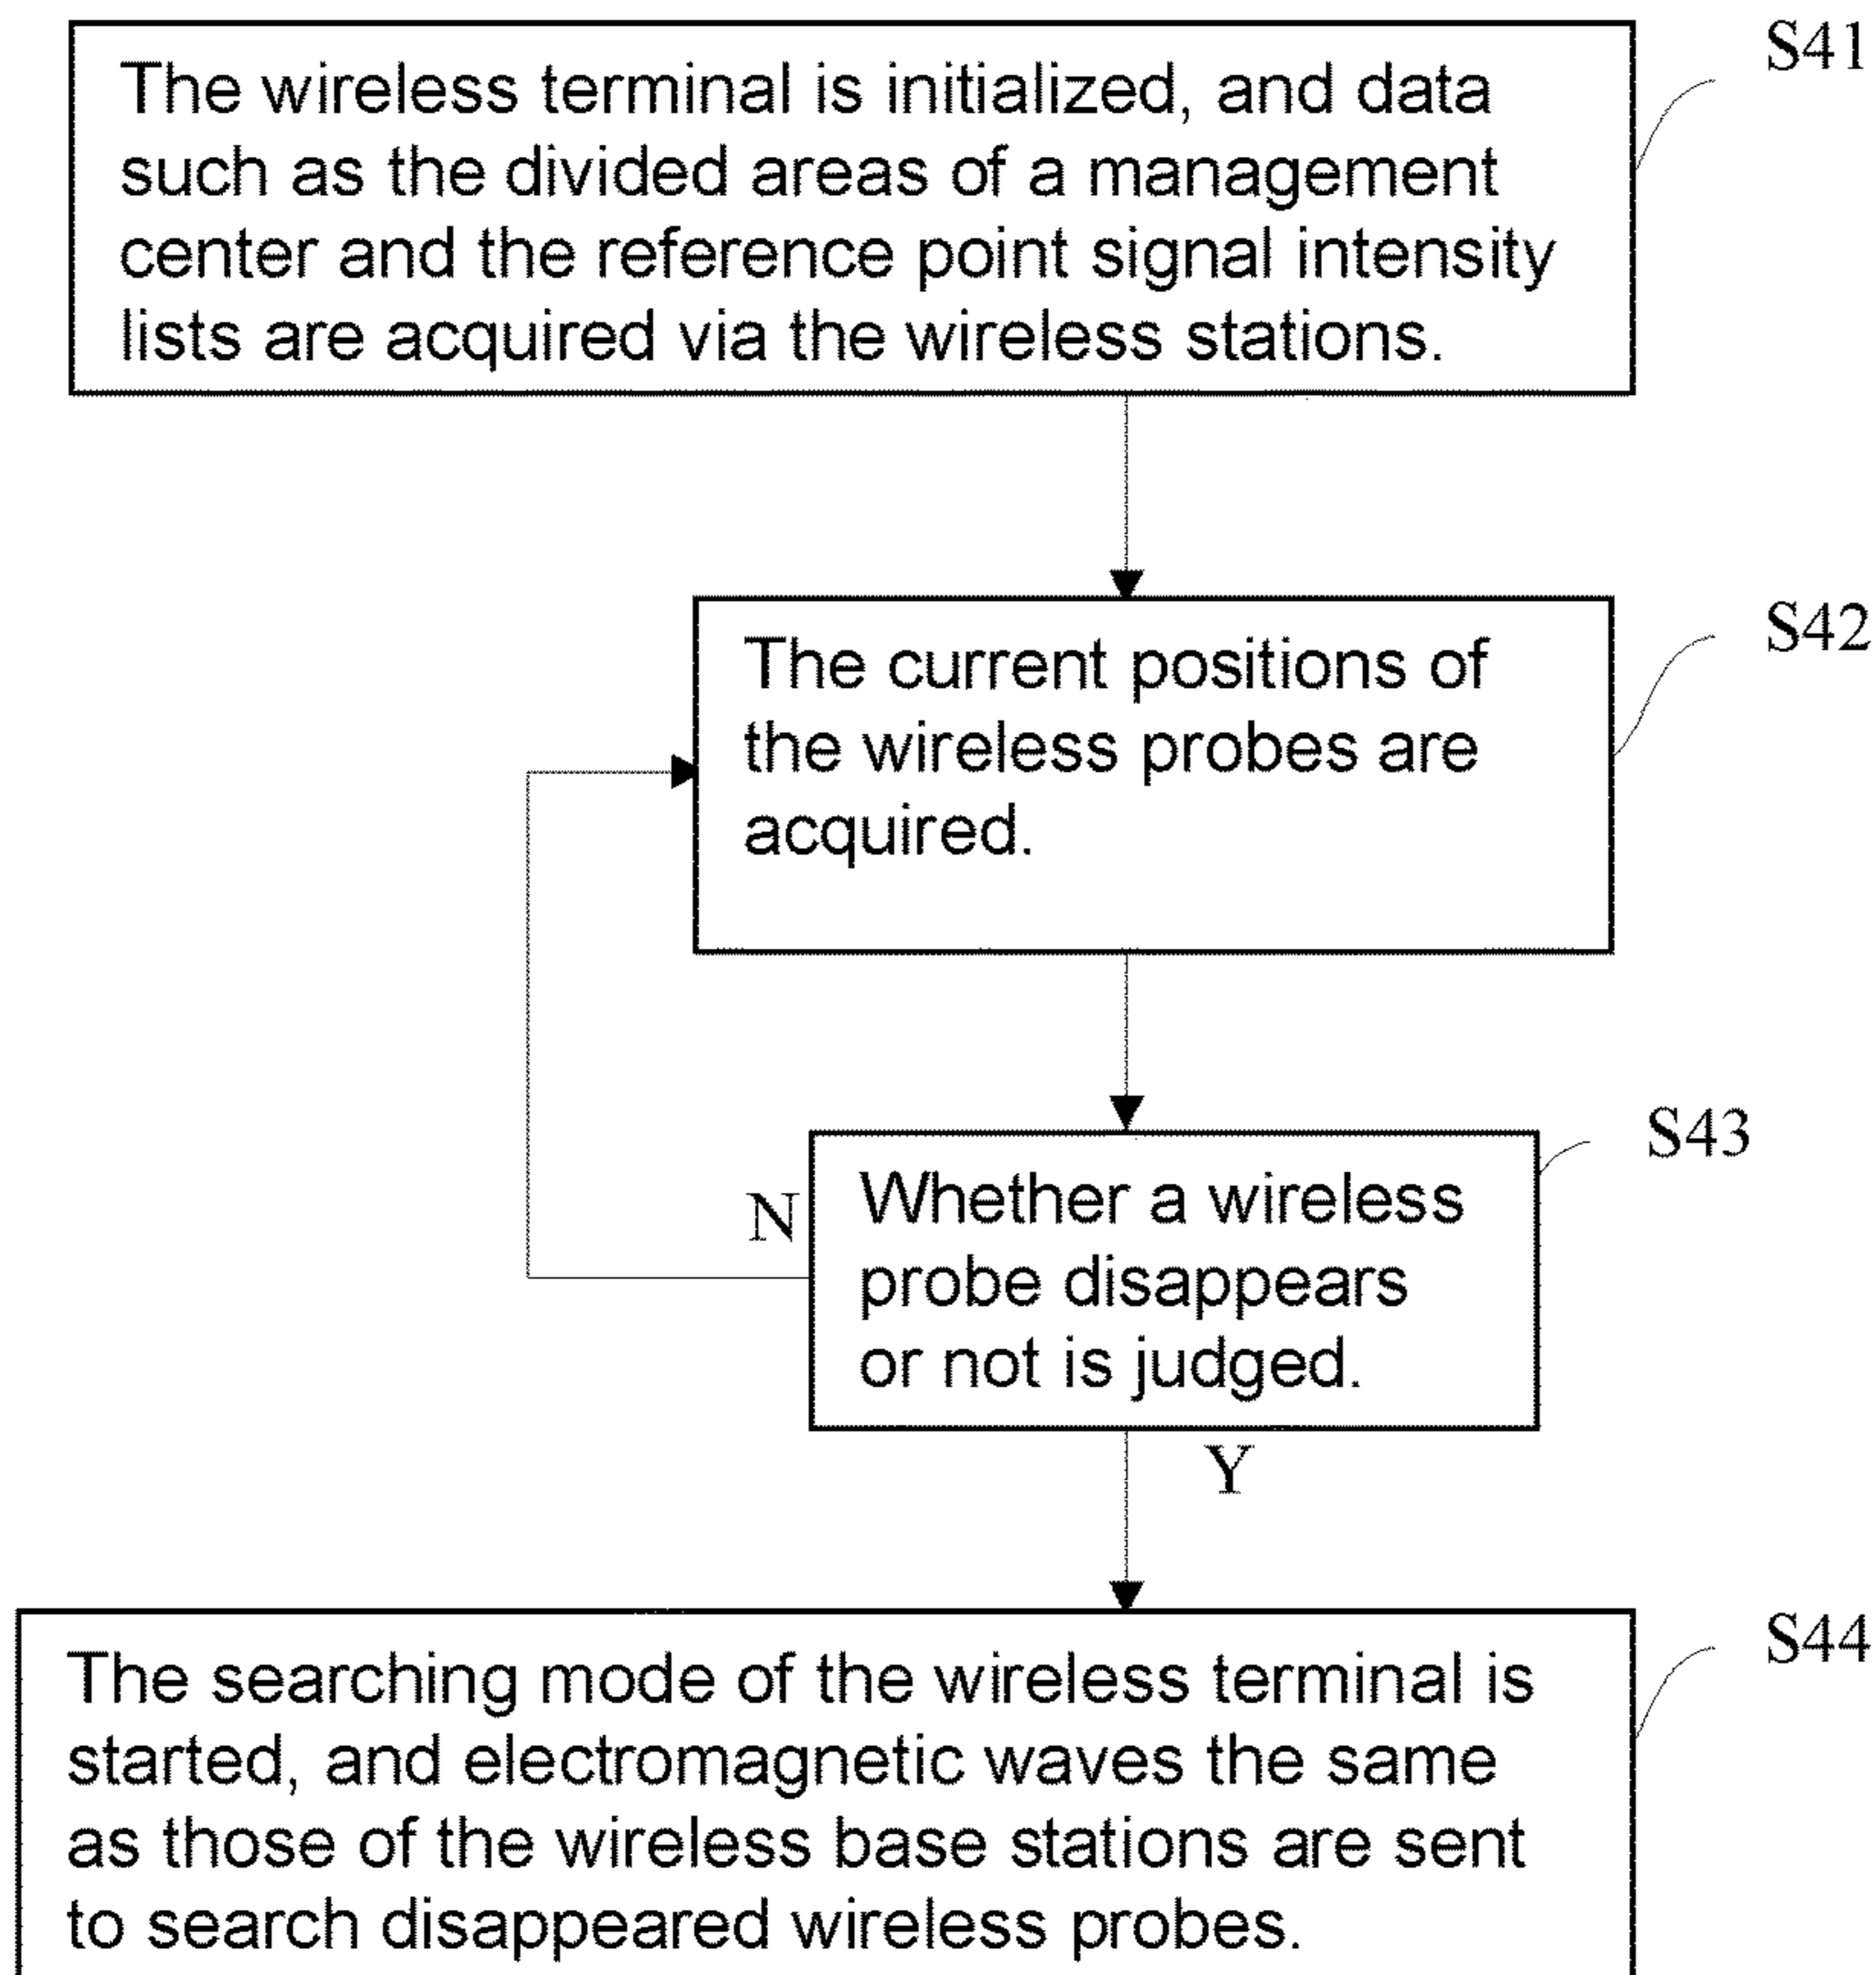 S41
The wireless terminal is initialized, and data
such as the divided areas of a management
center and the reference point signal intensity
lists are acquired via the wireless stations.
S42
The current positions of
the wireless probes are
acquired.
S43
N
Whether a wireless
probe disappears
or not is judged.
Y
S44
The searching mode of the wireless terminal is
started, and electromagnetic waves the same
as those of the wireless base stations are sent
to search disappeared wireless probes.